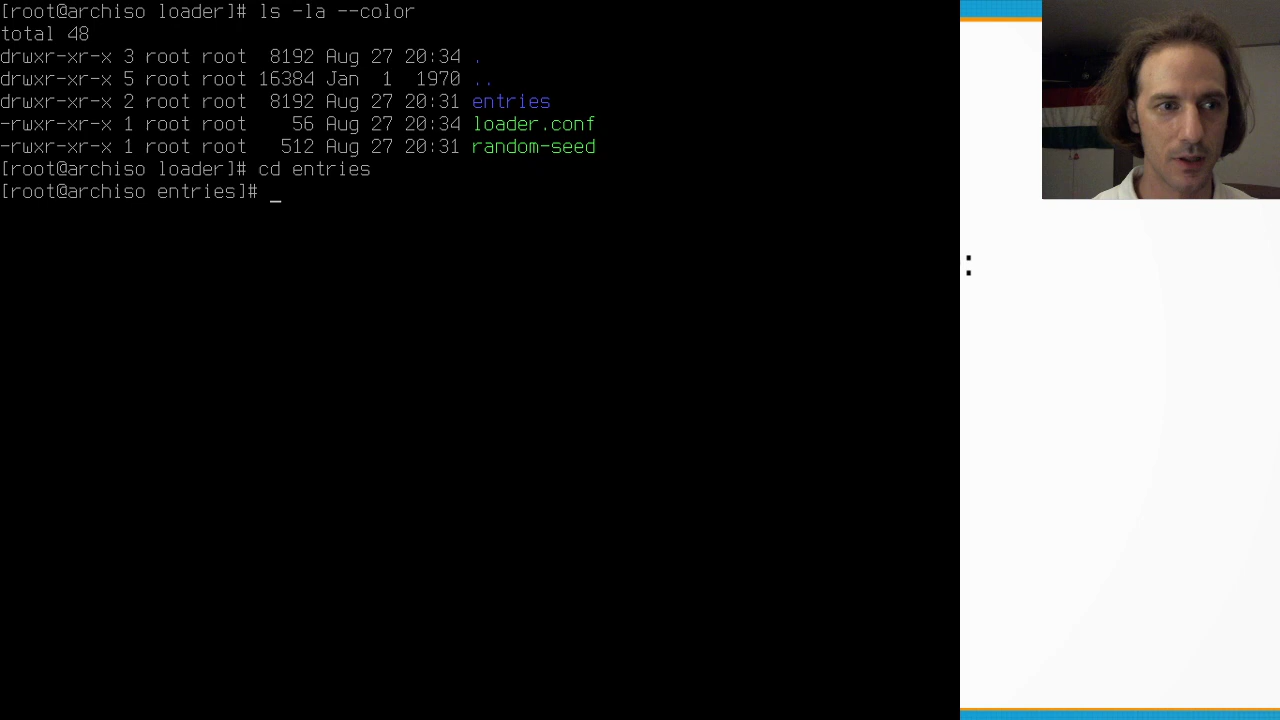 [root@archiso loader]# ls -la --color
total 48
drwxr-xr-x 3 root root  8192 Aug 27 20:34 .
drwxr-xr-x 5 root root 16384 Jan  1  1970 ..
drwxr-xr-x 2 root root  8192 Aug 27 20:31 entries
-rwxr-xr-x 1 root root    56 Aug 27 20:34 loader.conf
-rwxr-xr-x 1 root root   512 Aug 27 20:31 random-seed
[root@archiso loader]# cd entries
[root@archiso entries]# _
: